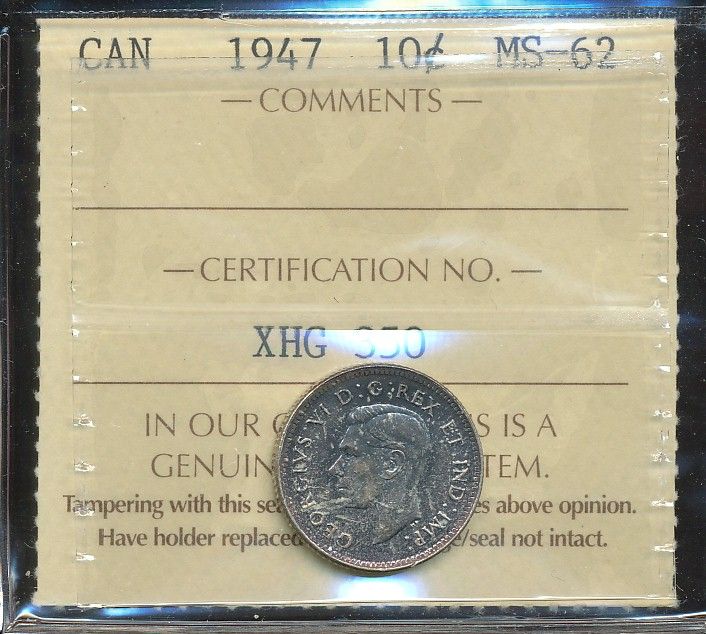 CAN 1947 10¢ MS-62
— COMMENTS —
— CERTIFICATION NO. —
XHG 350
IN OUR S IS A
GENUIN TEM.
Tampering with this sea es above opinion.
Have holder replaced e/seal not intact.
GEORGIVS VI D:G:REX ET IND:IMP: